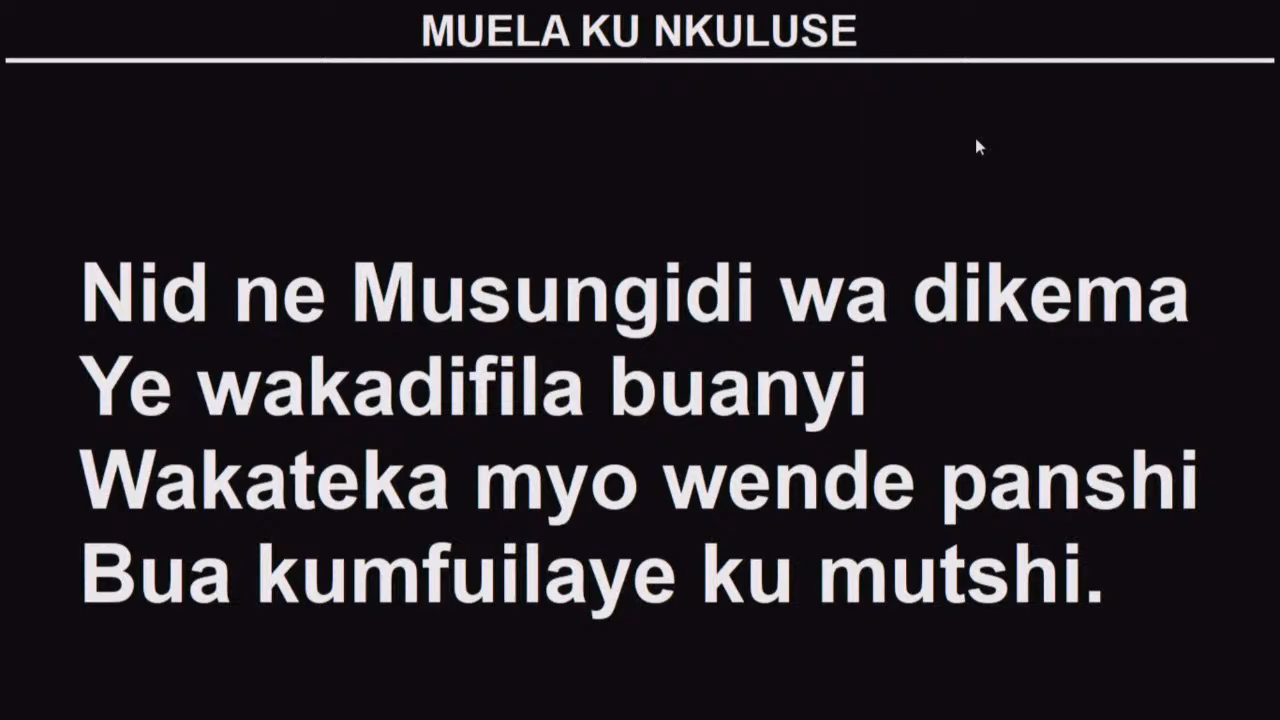 MUELA KU NKULUSE
Nid ne Musungidi wa dikema
Ye wakadifila buanyi
Wakateka myo wende panshi
Bua kumfuilaye ku mutshi.